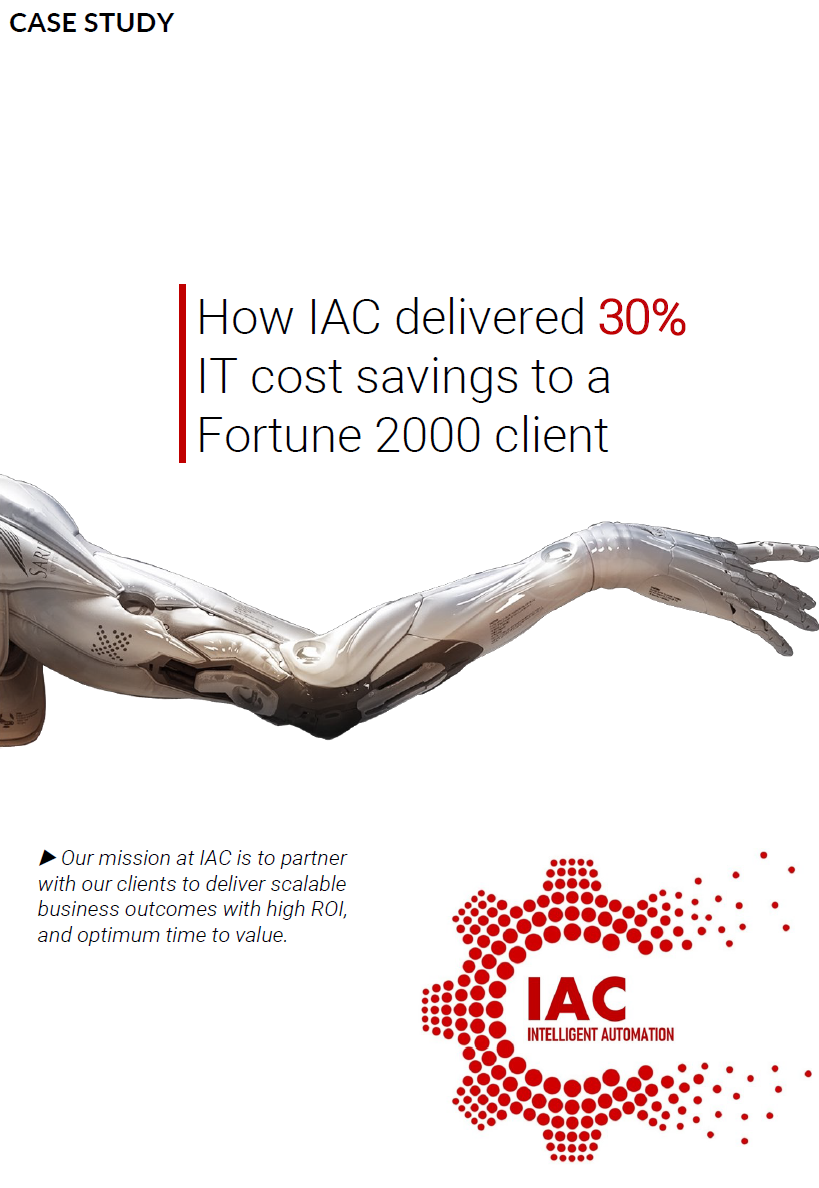 CASE STUDY
How IAC delivered 30%
IT cost savings to a
Fortune 2000 client
▶ Our mission at IAC is to partner
with our clients to deliver scalable
business outcomes with high ROI,
and optimum time to value.
IAC
INTELLIGENT AUTOMATION